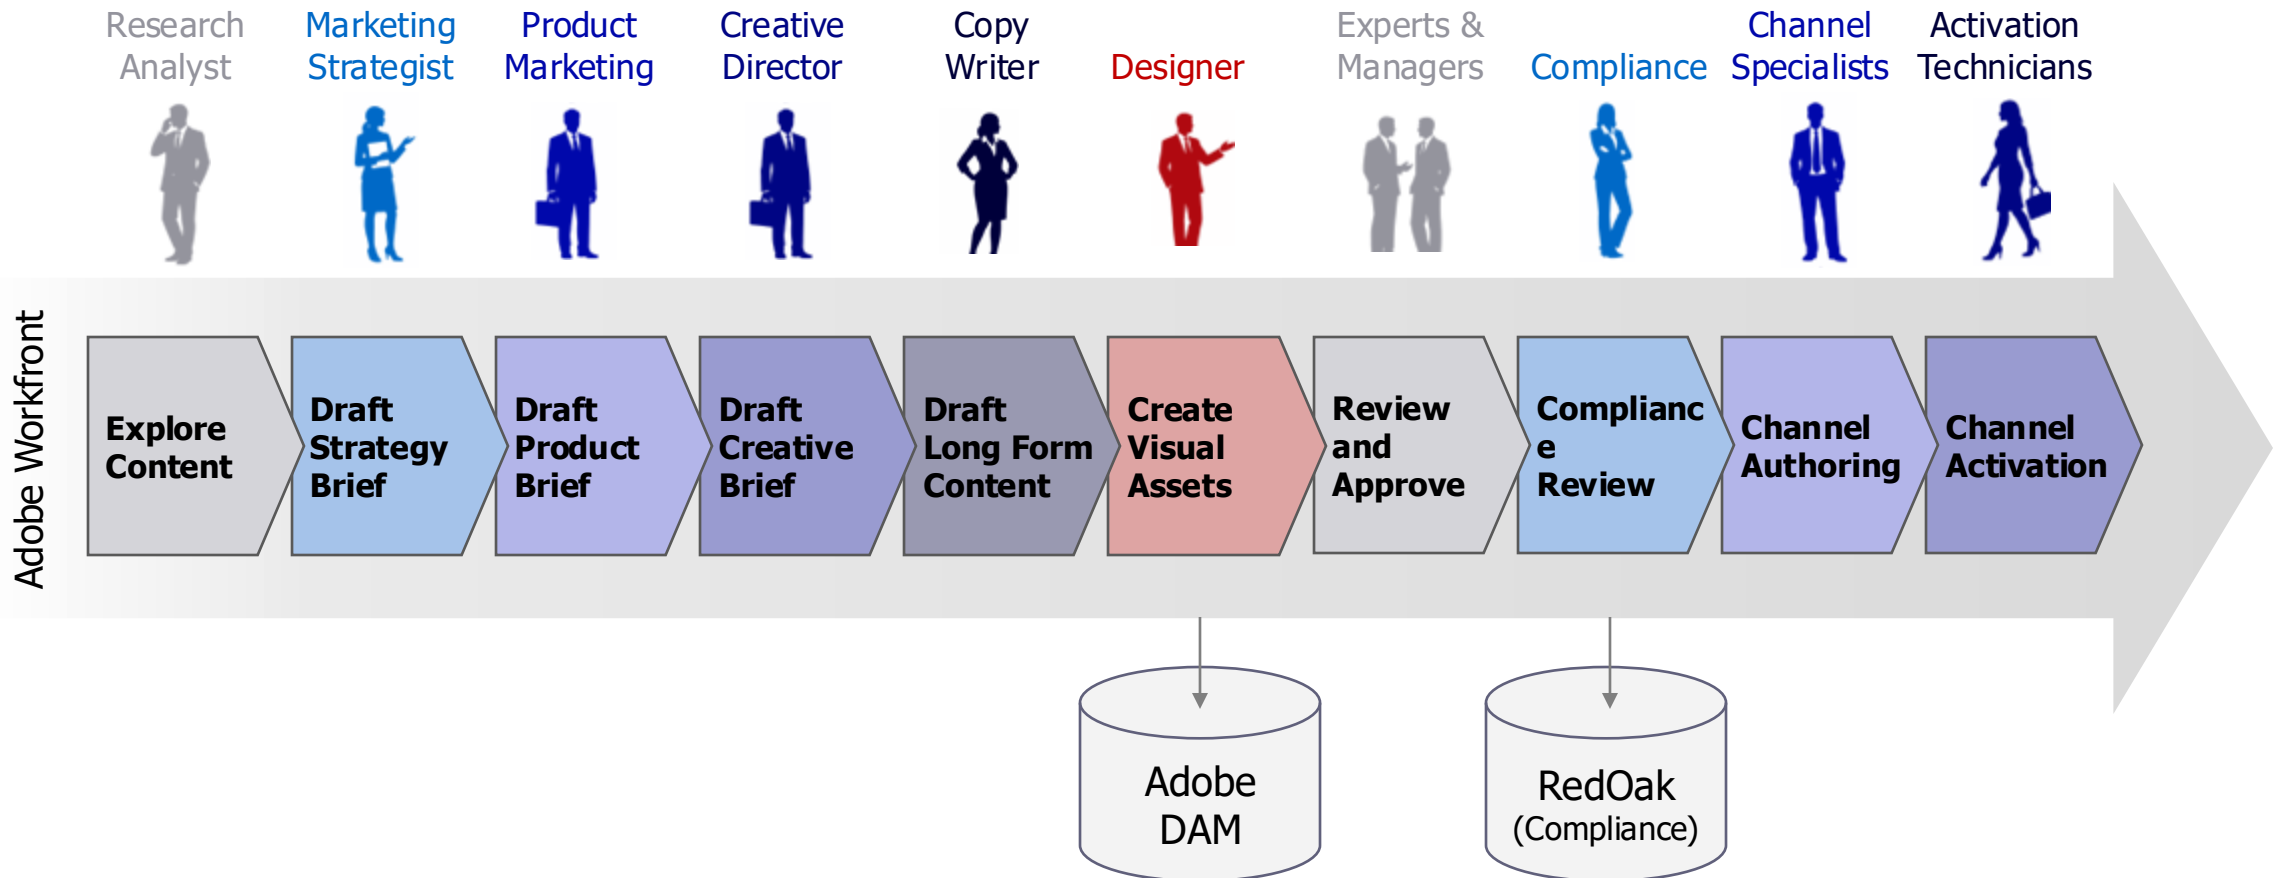 Research
Analyst
Marketing
Strategist
Product
Marketing
Creative
Director
Copy
Writer
Designer
Experts &
Managers
Compliance
Channel
Specialists
Activation
Technicians
Adobe Workfront
Explore
Content
Draft
Strategy
Brief
Draft
Product
Brief
Draft
Creative
Brief
Draft
Long Form
Content
Create
Visual
Assets
Review
and
Approve
Complianc
e
Review
Channel
Authoring
Channel
Activation
Adobe
DAM
RedOak
(Compliance)